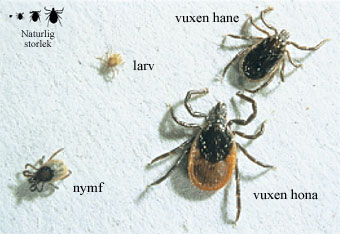 Naturlig
storlek
vuxen hane
larv
nymf
vuxen hona